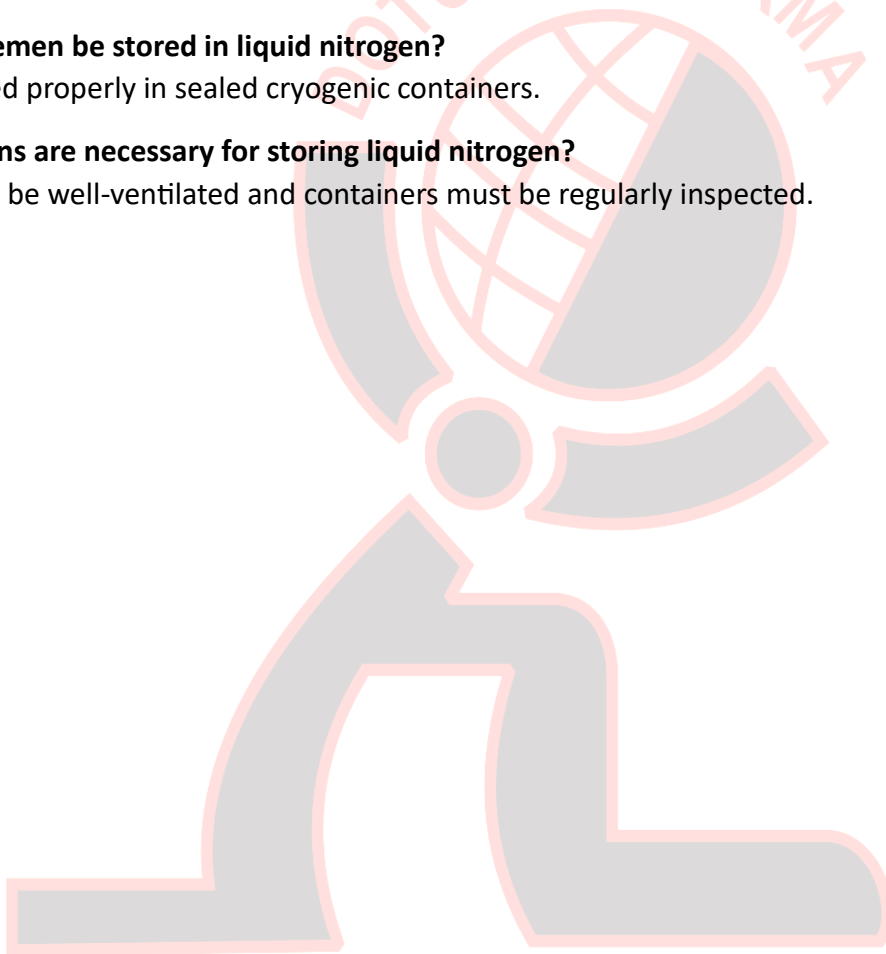 emen be stored in liquid nitrogen?
ed properly in sealed cryogenic containers.
ns are necessary for storing liquid nitrogen?
be well-ventilated and containers must be regularly inspected.